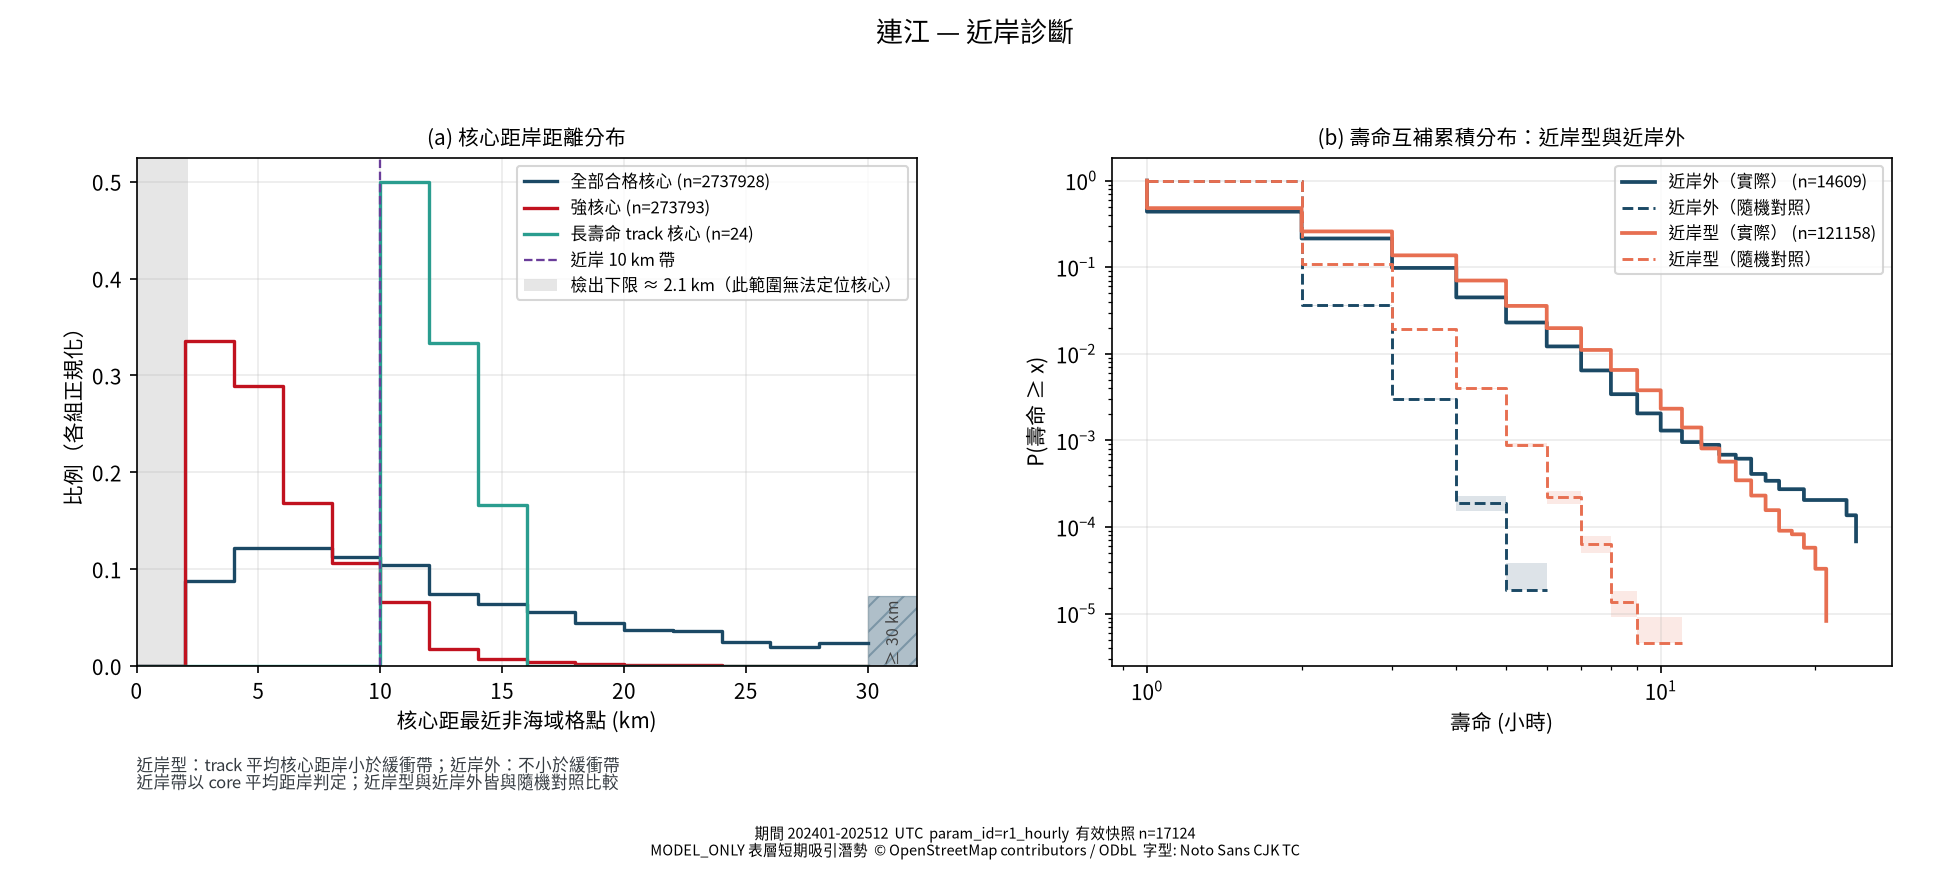 連江 — 近岸診斷
(a) 核心距岸距離分布
比例（各組正規化）
0.5
0.4
0.3
0.2
0.1
0.0
全部合格核心 (n=2737928)
強核心 (n=273793)
長壽命 track 核心 (n=24)
近岸 10 km 帶
檢出下限 ≈ 2.1 km（此範圍無法定位核心）
≥ 30 km
0 5 10 15 20 25 30
核心距最近非海域格點 (km)
(b) 壽命互補累積分布：近岸型與近岸外
P(壽命 ≥ x)
10⁰
10⁻¹
10⁻²
10⁻³
10⁻⁴
10⁻⁵
近岸外（實際） (n=14609)
近岸外（隨機對照）
近岸型（實際） (n=121158)
近岸型（隨機對照）
10⁰ 10¹
壽命 (小時)
近岸型：track 平均核心距岸小於緩衝帶；近岸外：不小於緩衝帶
近岸帶以 core 平均距岸判定；近岸型與近岸外皆與隨機對照比較
期間 202401-202512 UTC param_id=r1_hourly 有效快照 n=17124
MODEL_ONLY 表層短期吸引潛勢 © OpenStreetMap contributors / ODbL 字型: Noto Sans CJK TC